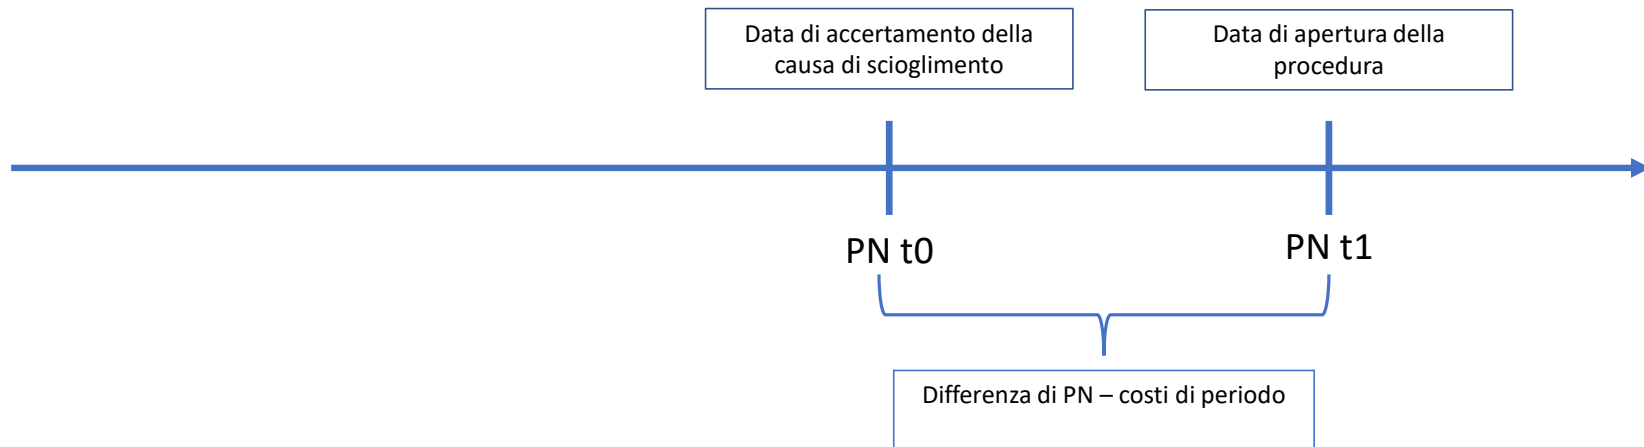 Data di accertamento della
causa di scioglimento
Data di apertura della
procedura
PN t0
PN t1
Differenza di PN – costi di periodo